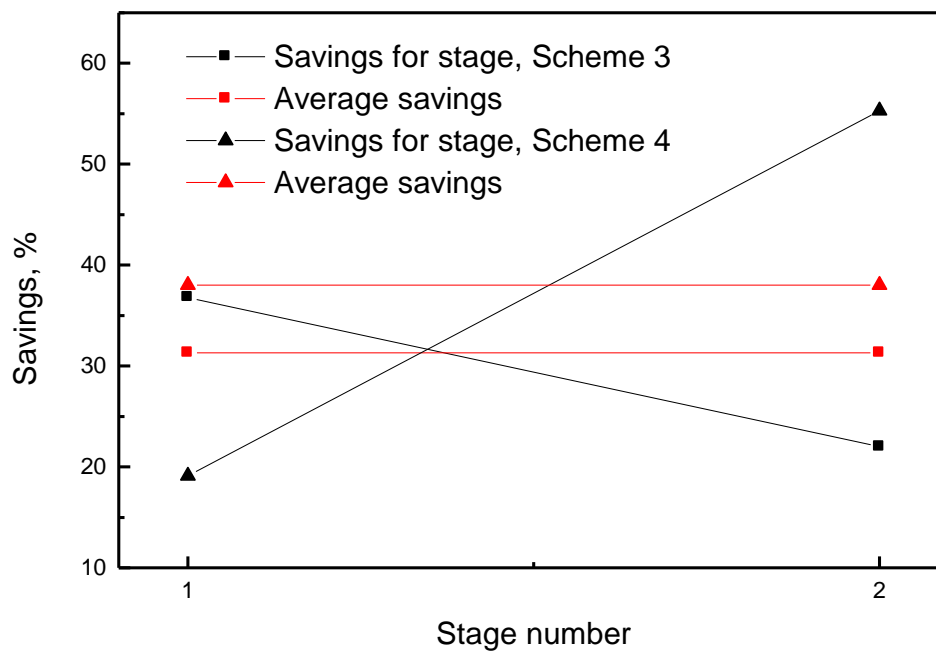 Savings for stage, Scheme 3
Average savings
Savings for stage, Scheme 4
Average savings
60
50
40
30
20
10
Savings, %
1
2
Stage number